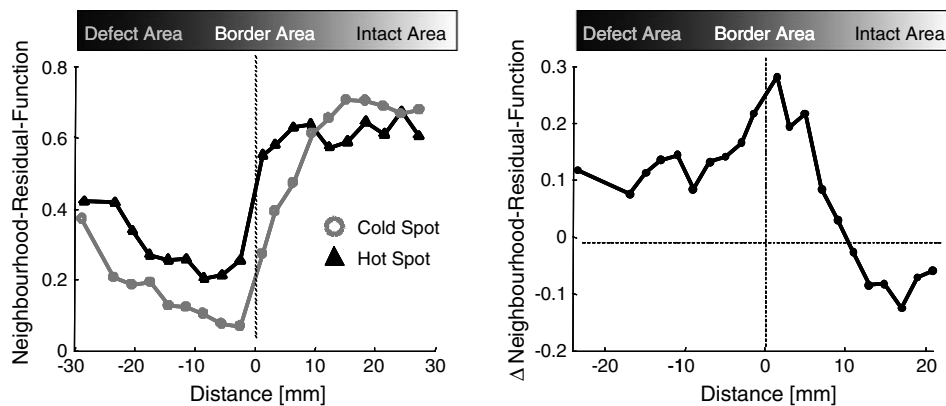 Defect Area Border Area Intact Area
Neighbourhood-Residual-Function
0.8
0.6
0.4
0.2
0
-30 -20 -10 0 10 20 30
Distance [mm]
Cold Spot
Hot Spot
Defect Area Border Area Intact Area
Δ Neighbourhood-Residual-Function
0.3
0.2
0.1
0
-0.1
-0.2
-20 -10 0 10 20
Distance [mm]